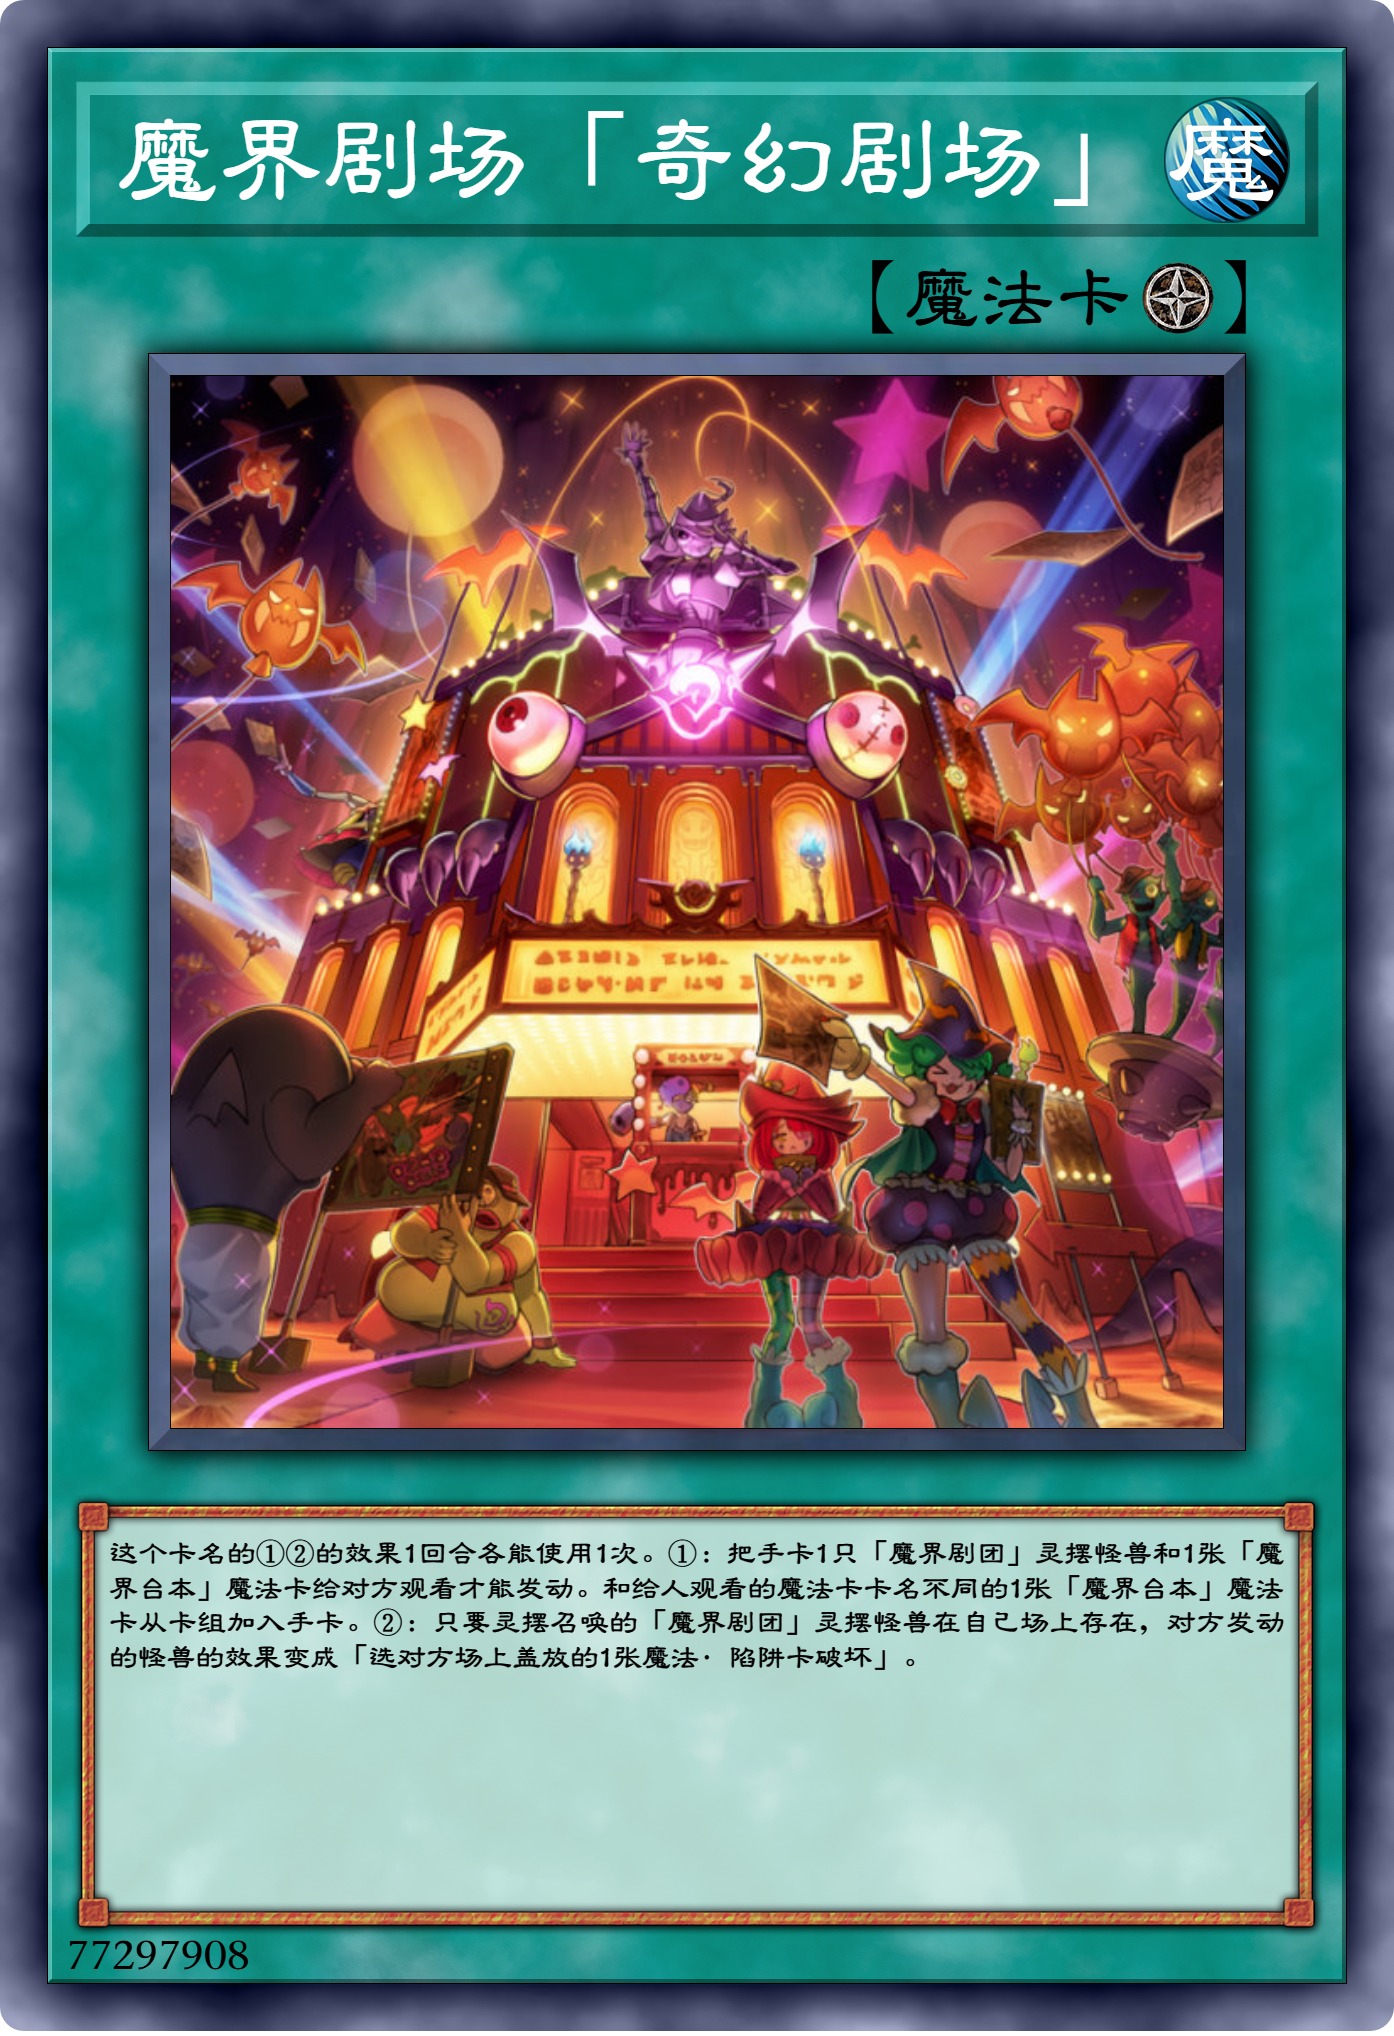 魔界剧场「奇幻剧场」 魔
【魔法卡】
这个卡名的①②的效果1回合各能使用1次。①：把手卡1只「魔界剧团」灵摆怪兽和1张「魔
界台本」魔法卡给对方观看才能发动。和给人观看的魔法卡卡名不同的1张「魔界台本」魔法
卡从卡组加入手卡。②：只要灵摆召唤的「魔界剧团」灵摆怪兽在自己场上存在，对方发动
的怪兽的效果变成「选对方场上盖放的1张魔法·陷阱卡破坏」。
77297908